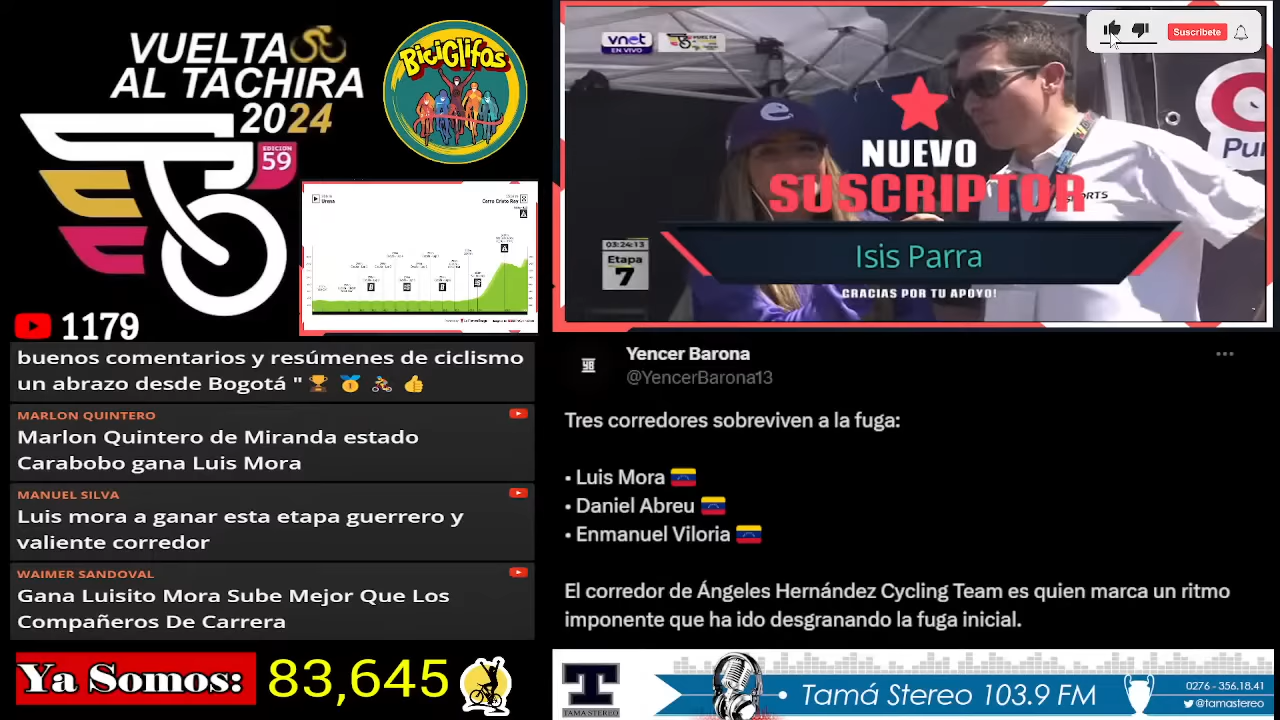 VUELTA
AL TACHIRA
2024
EDICION
59
BiciGlifos
Cerro Cristo Rey
1179
buenos comentarios y resúmenes de ciclismo
un abrazo desde Bogotá "
MARLON QUINTERO
Marlon Quintero de Miranda estado
Carabobo gana Luis Mora
MANUEL SILVA
Luis mora a ganar esta etapa guerrero y
valiente corredor
WAIMER SANDOVAL
Gana Luisito Mora Sube Mejor Que Los
Compañeros De Carrera
Ya Somos: 83,645
vnet
EN VIVO
Suscríbete
NUEVO
SUSCRIPTOR
Isis Parra
GRACIAS POR TU APOYO!
03:24:13
Etapa
7
Pu
Yencer Barona
@YencerBarona13
Tres corredores sobreviven a la fuga:
• Luis Mora
• Daniel Abreu
• Enmanuel Viloria
El corredor de Ángeles Hernández Cycling Team es quien marca un ritmo
imponente que ha ido desgranando la fuga inicial.
T
TAMA STEREO
Tamá Stereo 103.9 FM
0276 - 356.18.41
@tamastereo